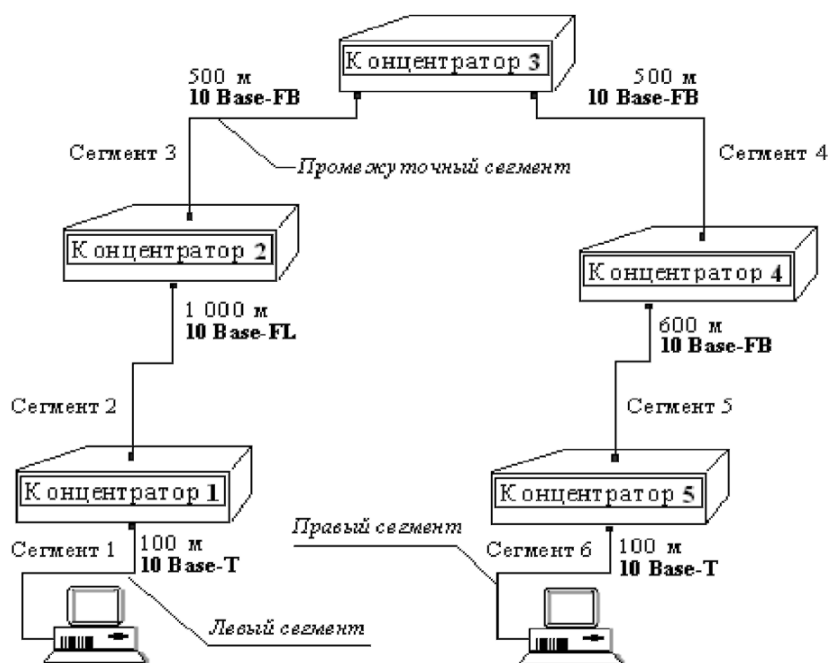 Концентратор 3
500 м
10 Base-FB
500 м
10 Base-FB
Сегмент 3
Промежуточный сегмент
Сегмент 4
Концентратор 2
Концентратор 4
1 000 м
10 Base-FL
600 м
10 Base-FB
Сегмент 2
Сегмент 5
Концентратор 1
Концентратор 5
Сегмент 1
100 м
10 Base-T
Правый сегмент
Сегмент 6
100 м
10 Base-T
Левый сегмент